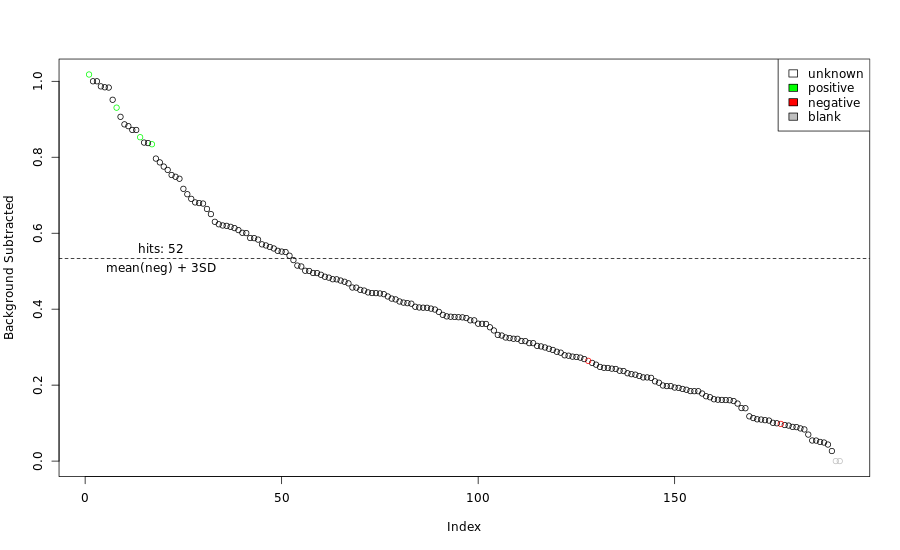 unknown
positive
negative
blank
hits: 52
mean(neg) + 3SD
Background Subtracted
0.0
0.2
0.4
0.6
0.8
1.0
0
50
100
150
Index